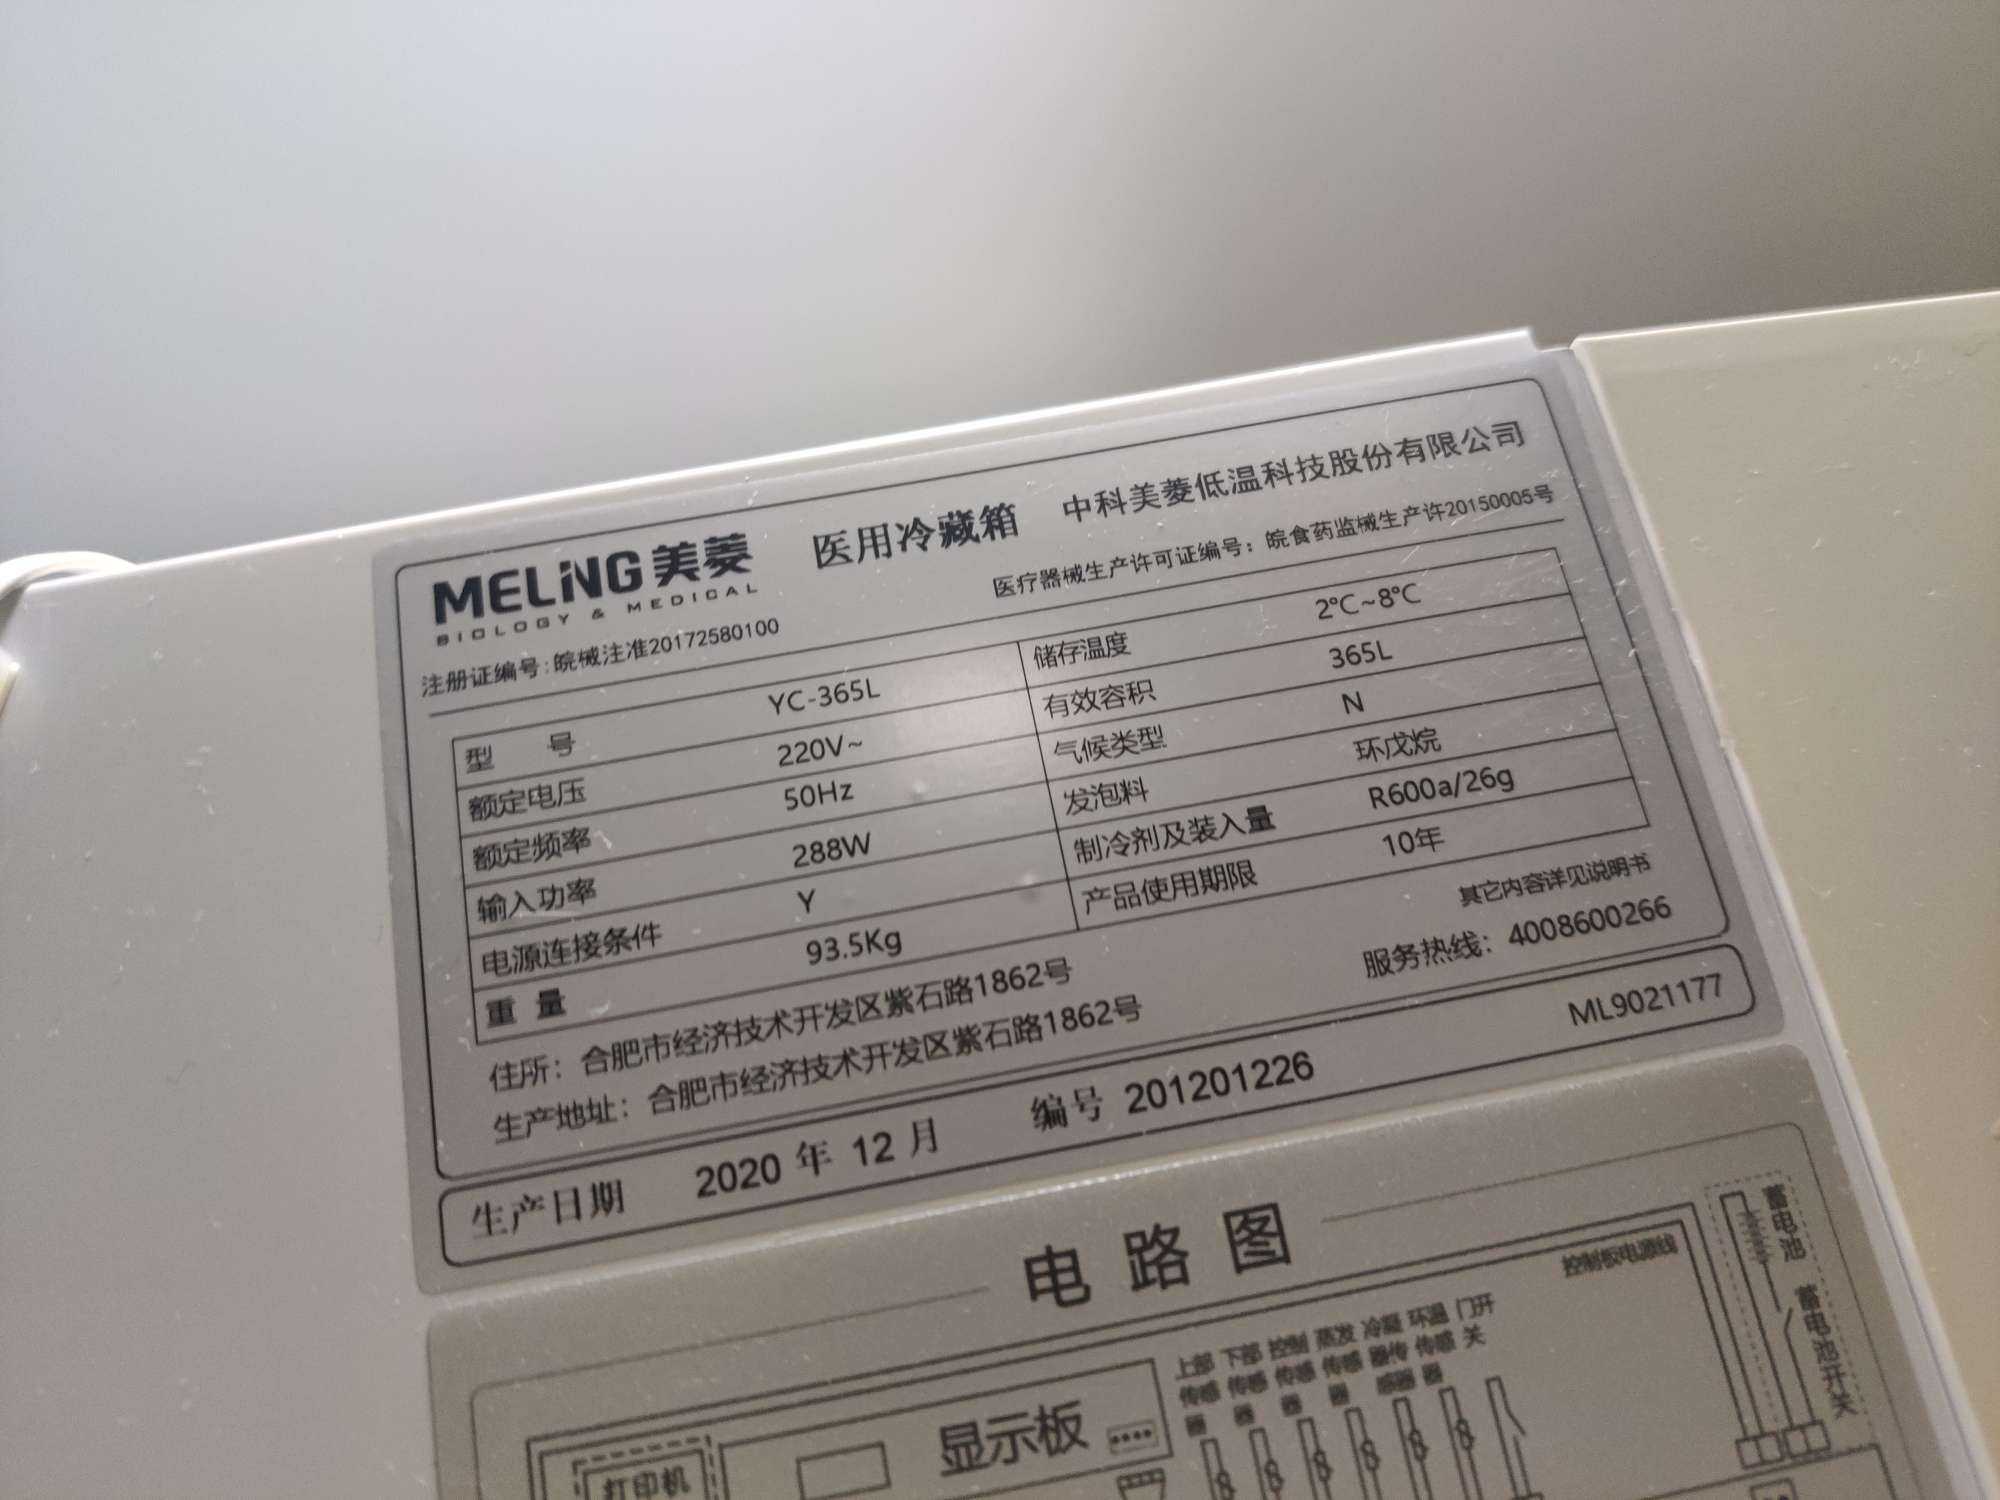 MELING美菱
BIOLOGY & MEDICAL
医用冷藏箱
中科美菱低温科技股份有限公司
注册证编号:皖械注准20172580100
医疗器械生产许可证编号：皖食药监械生产许20150005号
型 号 YC-365L 储存温度 2℃~8℃
额定电压 220V~ 有效容积 365L
额定频率 50Hz 气候类型 N
输入功率 288W 发泡料 环戊烷
电源连接条件 Y 制冷剂及装入量 R600a/26g
重 量 93.5Kg 产品使用期限 10年
其它内容详见说明书
住所：合肥市经济技术开发区紫石路1862号
服务热线：4008600266
生产地址：合肥市经济技术开发区紫石路1862号
ML9021177
生产日期 2020 年 12 月 编号 201201226
电 路 图
控制板电源线
蓄电池
蓄电池开关
上部传感器
下部传感器
控制传感器
蒸发传感器
冷凝器传感器
环温传感器
门开关
显示板
打印机